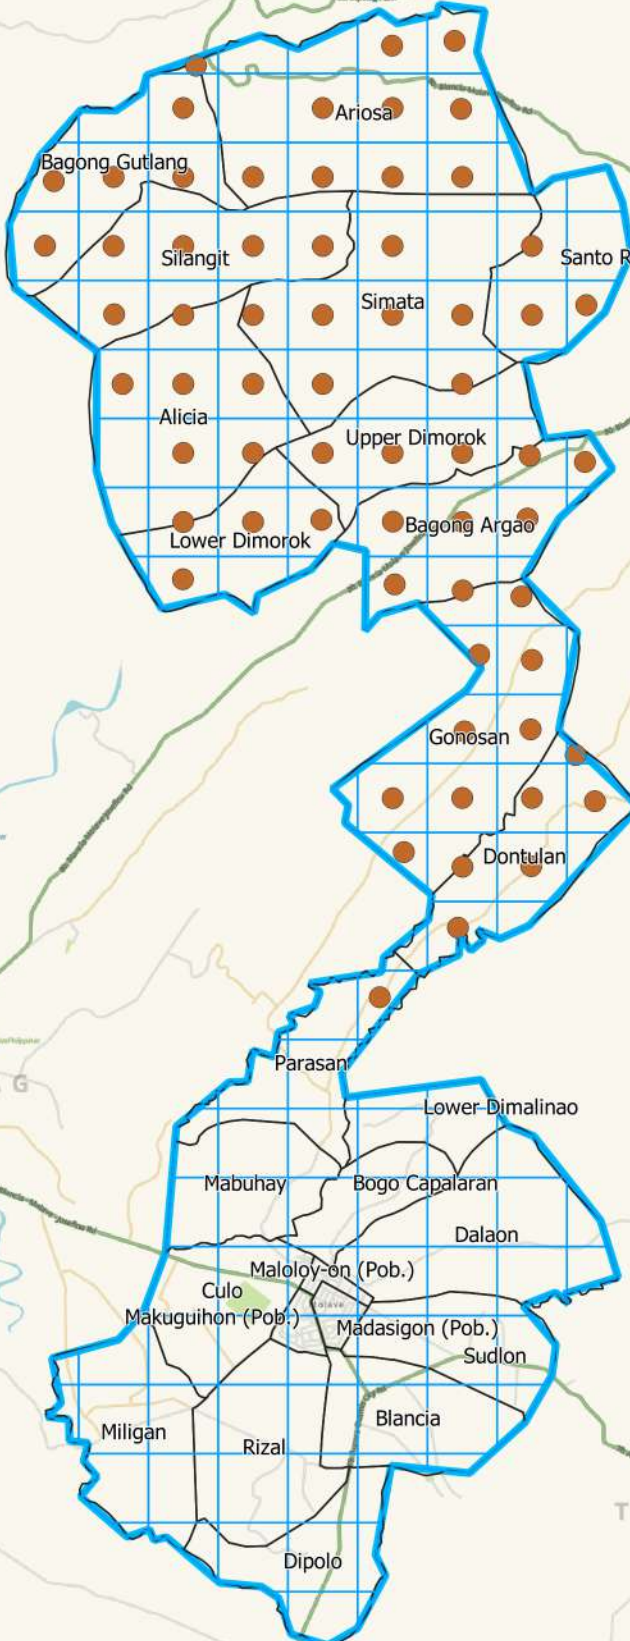 Ariosa
Bagong Gutlang
Silangit
Santo R
Simata
Alicia
Upper Dimorok
Bagong Argao
Lower Dimorok
Gonosan
Dontulan
Parasan
G
Lower Dimalinao
Mabuhay
Bogo Capalaran
Dalaon
Maloloy-on (Pob.)
Culo
Makuguihon (Pob.)
Madasigon (Pob.)
Sudlon
Blancia
Miligan
Rizal
T
Dipolo